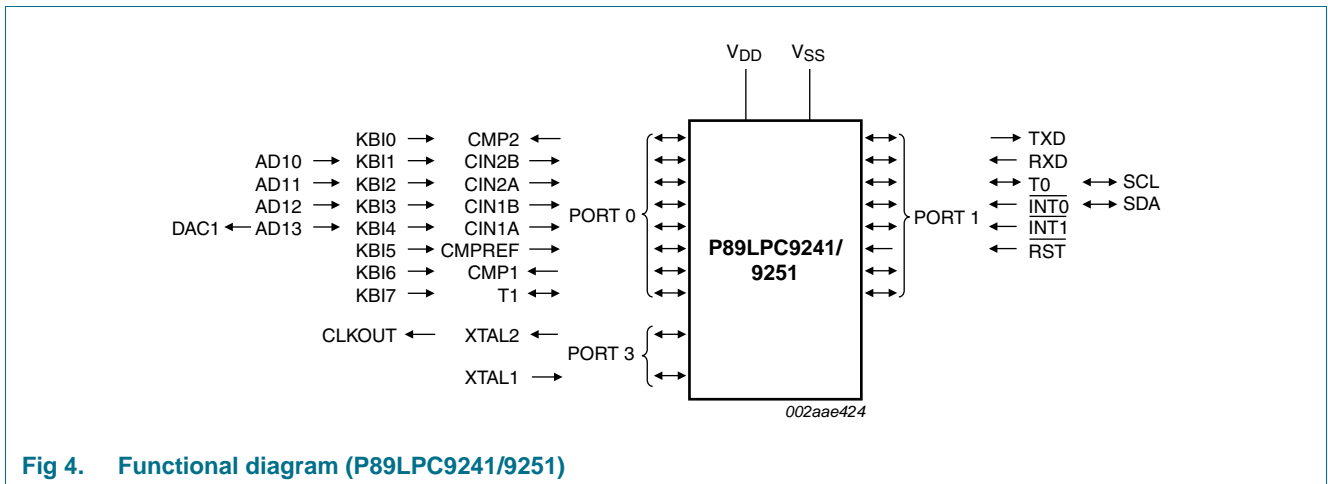 VDD VSS
KBI0 CMP2 TXD
AD10 KBI1 CIN2B RXD
AD11 KBI2 CIN2A T0 SCL
AD12 KBI3 CIN1B PORT 0 PORT 1 INT0 SDA
DAC1 AD13 KBI4 CIN1A INT1
KBI5 CMPREF P89LPC9241/ RST
KBI6 CMP1 9251
KBI7 T1
CLKOUT XTAL2
PORT 3
XTAL1
002aae424
Fig 4. Functional diagram (P89LPC9241/9251)